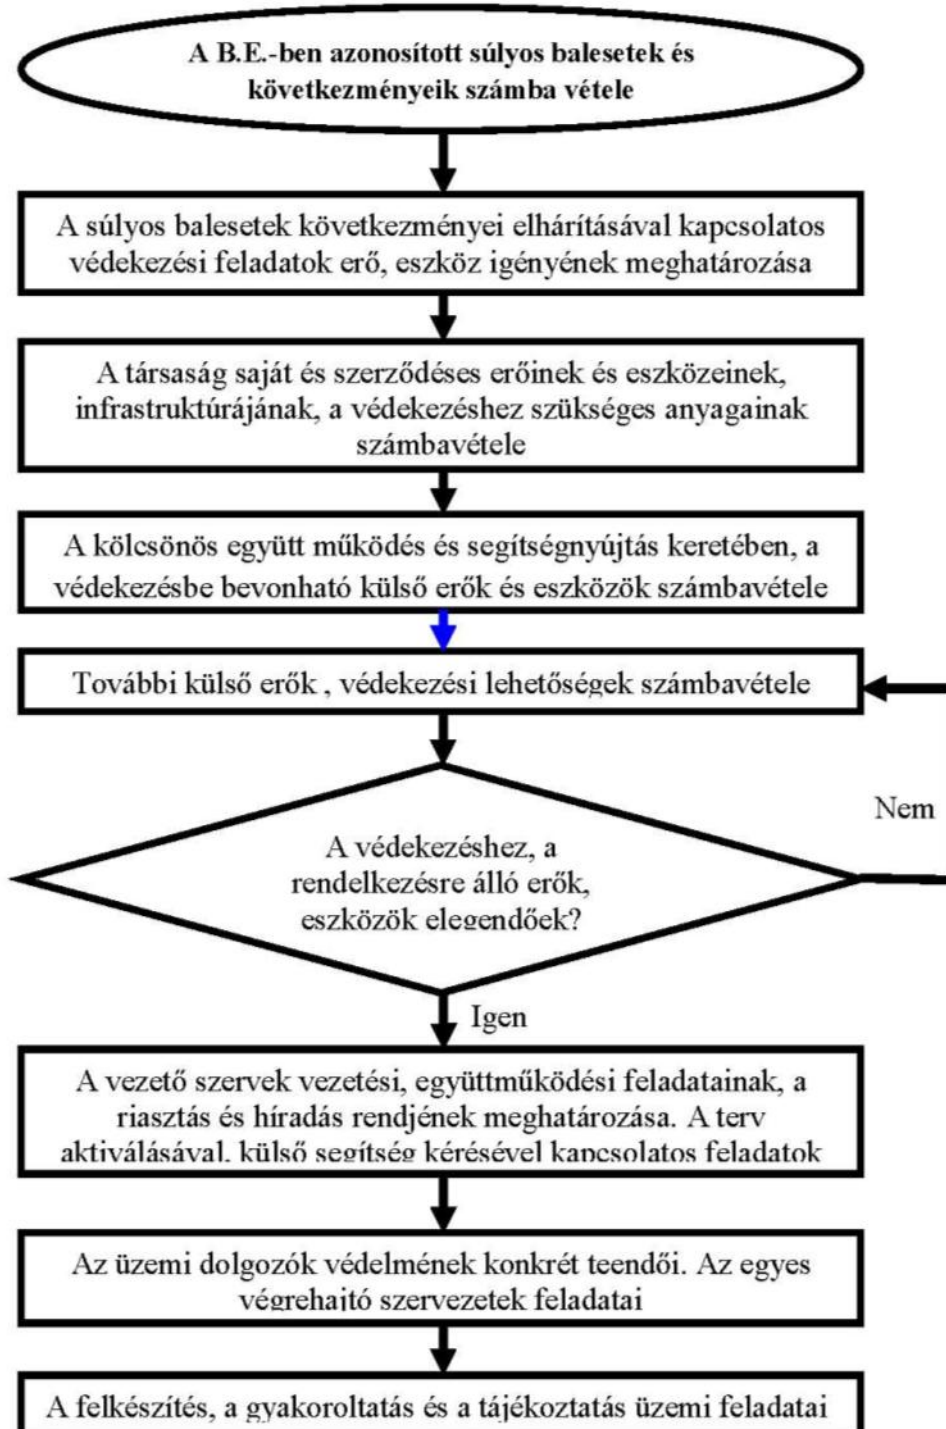 A B.E.-ben azonosított súlyos balesetek és
következményeik számba vétele
A súlyos balesetek következményei elhárításával kapcsolatos
védekezési feladatok erő, eszköz igényének meghatározása
A társaság saját és szerződéses erőinek és eszközeinek,
infrastruktúrájának, a védekezéshez szükséges anyagainak
számbavétele
A kölcsönös együtt működés és segítségnyújtás keretében, a
védekezésbe bevonható külső erők és eszközök számbavétele
További külső erők , védekezési lehetőségek számbavétele
Nem
A védekezéshez, a
rendelkezésre álló erők,
eszközök elegendőek?
Igen
A vezető szervek vezetési, együttműködési feladatainak, a
riasztás és híradás rendjének meghatározása. A terv
aktiválásával, külső segítség kérésével kapcsolatos feladatok
Az üzemi dolgozók védelmének konkrét teendői. Az egyes
végrehajtó szervezetek feladatai
A felkészítés, a gyakoroltatás és a tájékoztatás üzemi feladatai